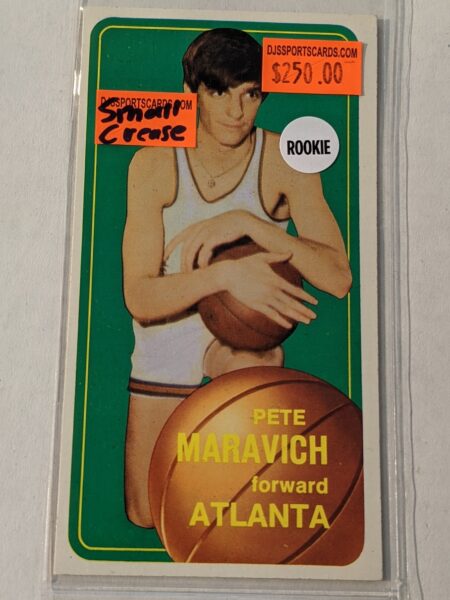 DJSSPORTSCARDS.COM
$250.00
DJSSPORTSCARDS.COM
Small
Crease
ROOKIE
PETE
MARAVICH
forward
ATLANTA